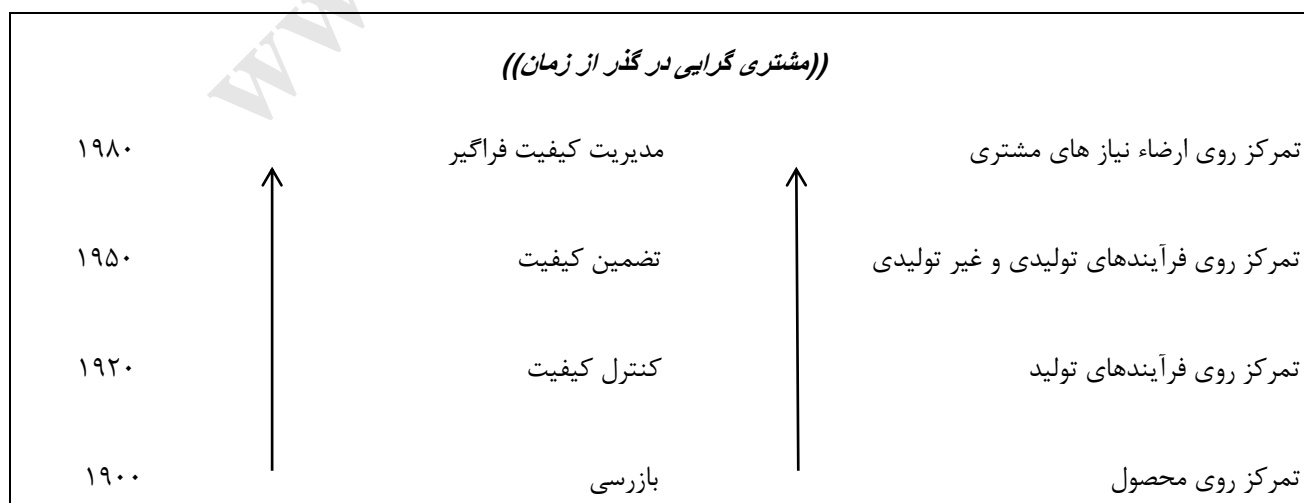 ((مشتری گرایی در گذر از زمان))
تمرکز روی ارضاء نیاز های مشتری مدیریت کیفیت فراگیر ۱۹۸۰
تمرکز روی فرآیندهای تولیدی و غیر تولیدی تضمین کیفیت ۱۹۵۰
تمرکز روی فرآیندهای تولید کنترل کیفیت ۱۹۲۰
تمرکز روی محصول بازرسی ۱۹۰۰